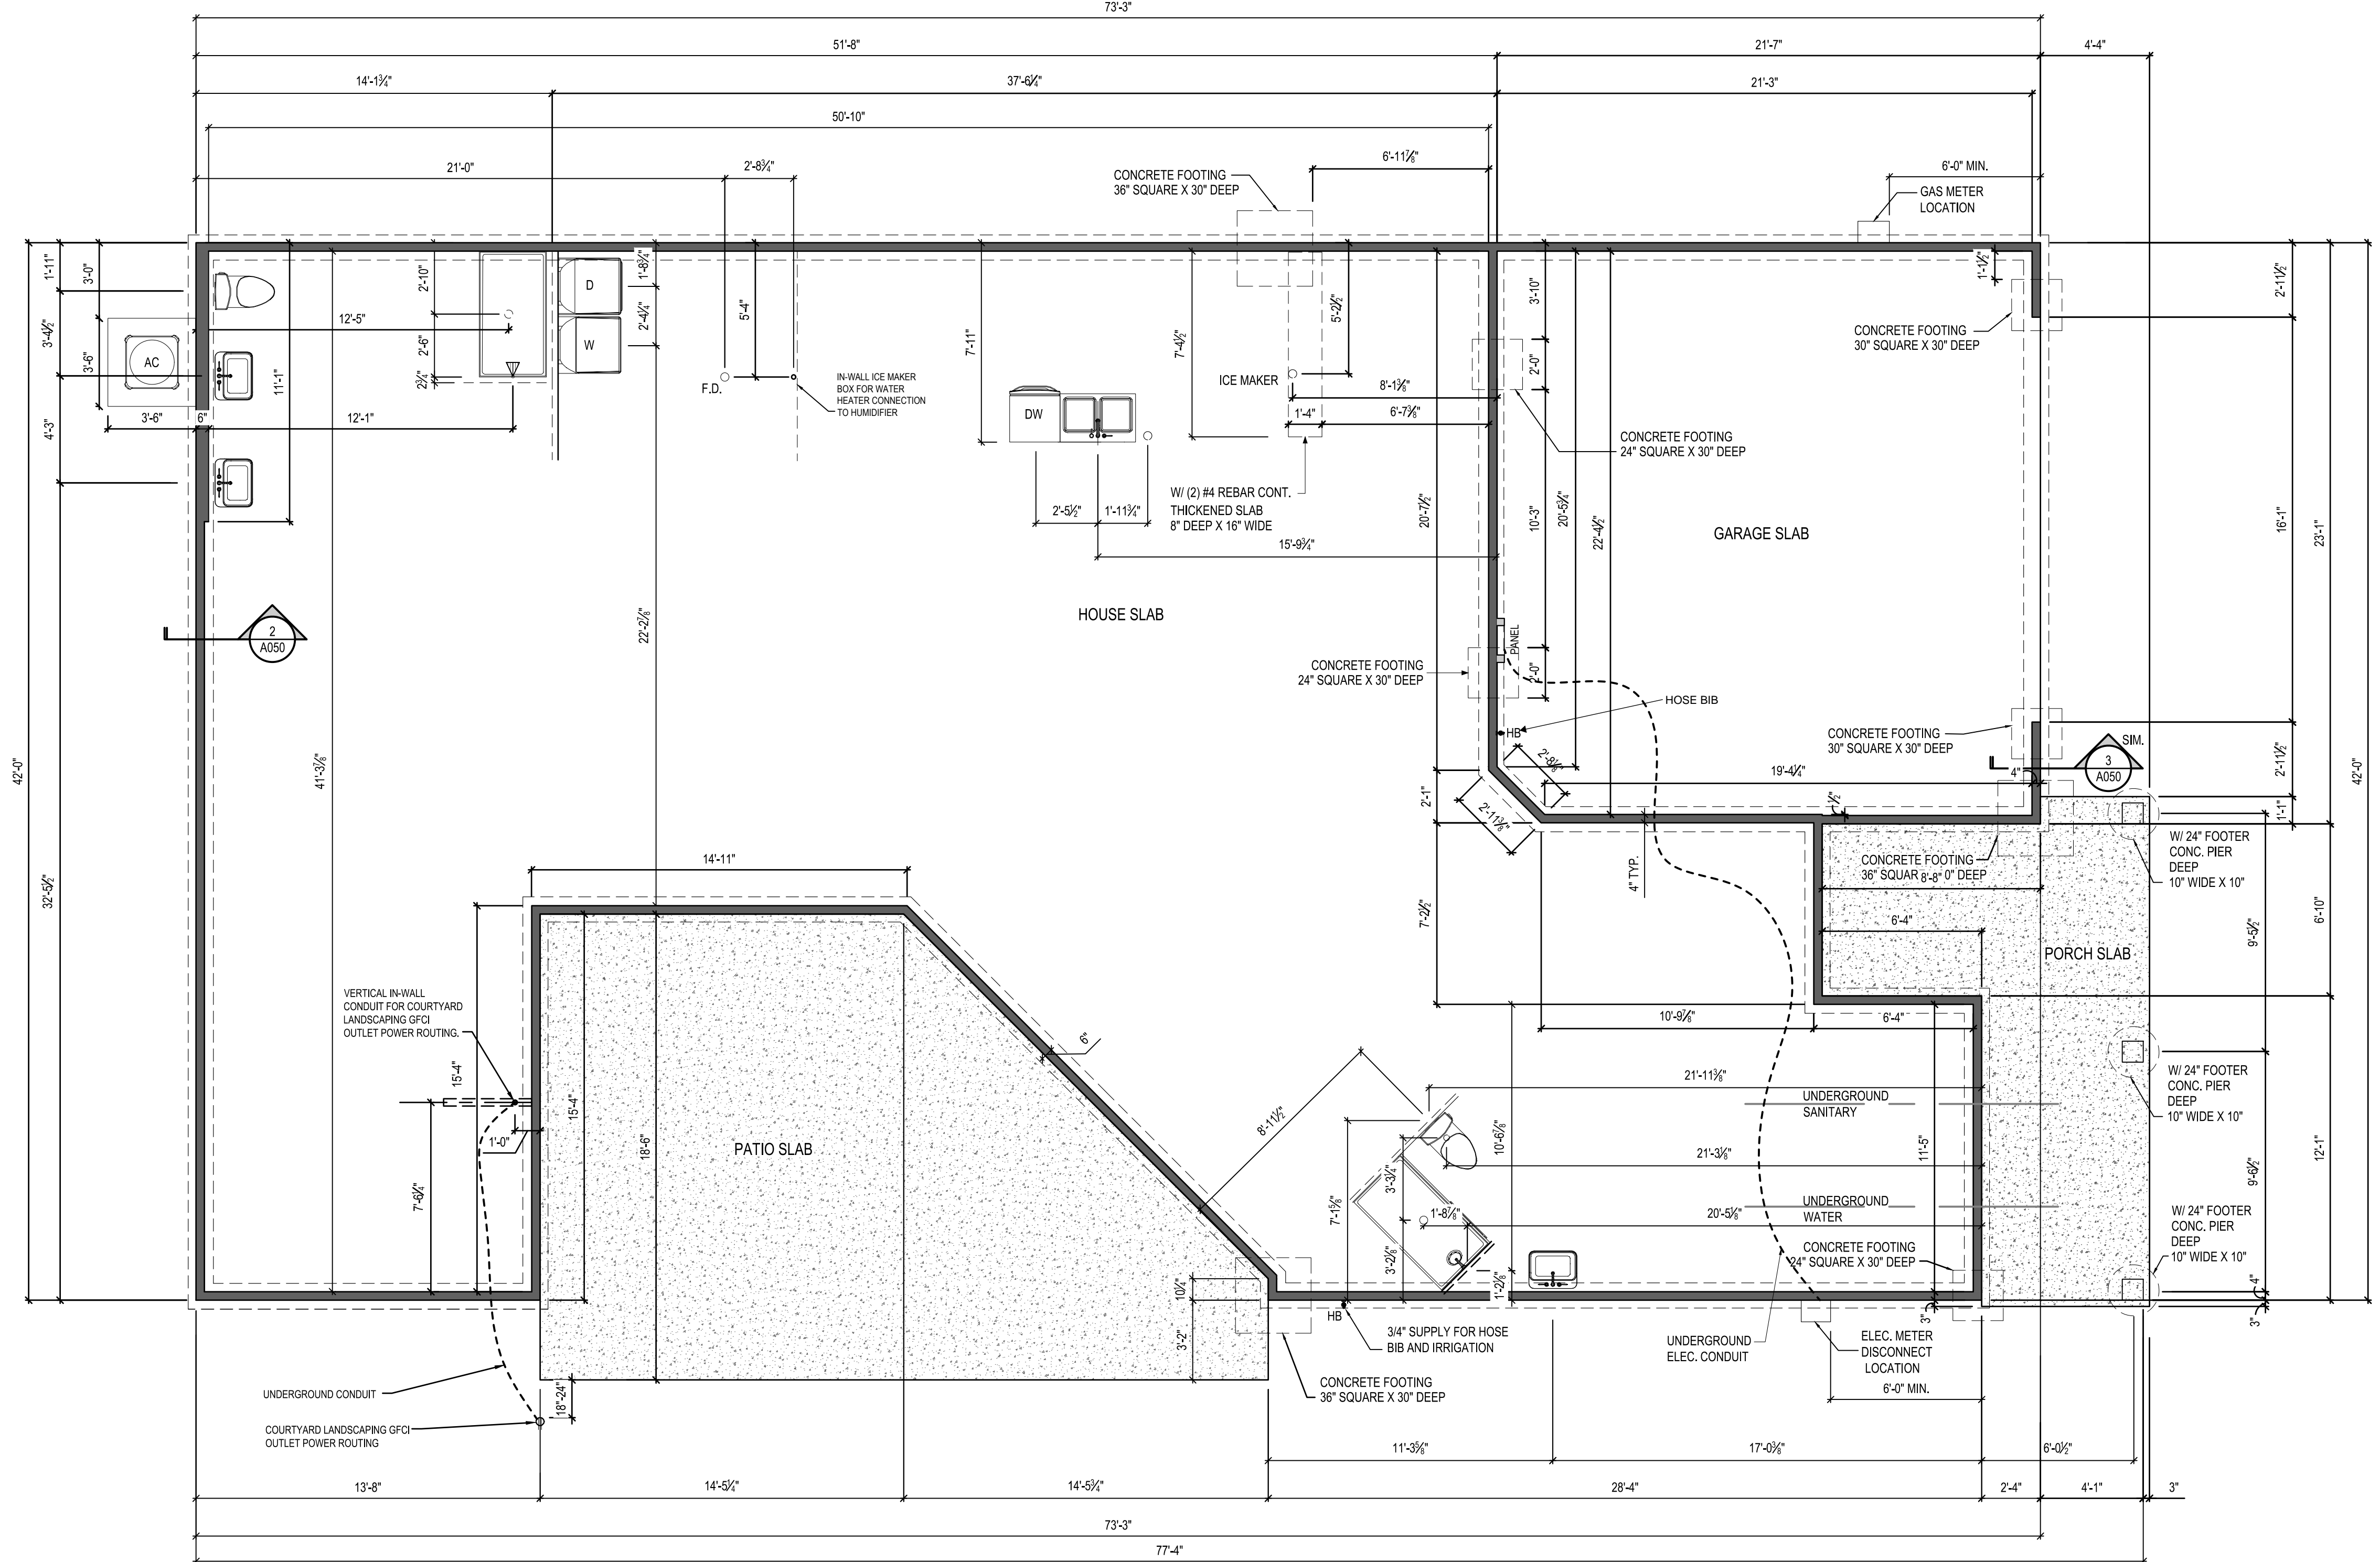 73'-3"
51'-8"
21'-7"
4'-4"
14'-1¾"
37'-6¼"
21'-3"
50'-10"
21'-0"
2'-8¾"
6'-11⅞"
6'-0" MIN.
CONCRETE FOOTING
36" SQUARE X 30" DEEP
GAS METER
LOCATION
1'-11"
3'-0"
3'-4½"
3'-6"
4'-3"
AC
3'-6"
6"
12'-1"
12'-5"
11'-1"
2'-10"
2'-6"
2¾"
D
W
1'-8¾"
2'-4¼"
5'-4"
F.D.
IN-WALL ICE MAKER
BOX FOR WATER
HEATER CONNECTION
TO HUMIDIFIER
7'-11"
DW
2'-5½"
1'-11¾"
15'-9¾"
7'-4½"
5'-2½"
ICE MAKER
8'-1⅜"
1'-4"
6'-7⅜"
W/ (2) #4 REBAR CONT.
THICKENED SLAB
8" DEEP X 16" WIDE
3'-10"
2'-0"
10'-3"
2'-0"
20'-7½"
20'-5¾"
22'-4½"
CONCRETE FOOTING
24" SQUARE X 30" DEEP
GARAGE SLAB
1'-1½"
CONCRETE FOOTING
30" SQUARE X 30" DEEP
2'-11½"
16'-1"
23'-1"
2'-11½"
1'-1"
42'-0"
42'-0"
32'-5½"
41'-3⅞"
22'-2⅞"
2
A050
HOUSE SLAB
PANEL
CONCRETE FOOTING
24" SQUARE X 30" DEEP
HOSE BIB
HB
2'-8⅛"
2'-11⅜"
2'-1"
19'-4¼"
4"
½"
4" TYP.
CONCRETE FOOTING
30" SQUARE X 30" DEEP
SIM.
3
A050
W/ 24" FOOTER
CONC. PIER
DEEP
10" WIDE X 10"
CONCRETE FOOTING
36" SQUAR 8'-8" 0" DEEP
6'-4"
PORCH SLAB
7'-2½"
10'-9⅞"
6'-4"
9'-5½"
6'-10"
14'-11"
VERTICAL IN-WALL
CONDUIT FOR COURTYARD
LANDSCAPING GFCI
OUTLET POWER ROUTING.
15'-4"
15'-4"
18'-6"
7'-6¼"
1'-0"
PATIO SLAB
6"
8'-11½"
21'-11⅜"
UNDERGROUND
SANITARY
10'-6⅞"
21'-3⅛"
11'-5"
7'-1⅝"
3'-3¼"
3'-2⅛"
1'-8⅞"
20'-5⅛"
1'-2⅛"
UNDERGROUND
WATER
CONCRETE FOOTING
24" SQUARE X 30" DEEP
W/ 24" FOOTER
CONC. PIER
DEEP
10" WIDE X 10"
9'-6½"
12'-1"
W/ 24" FOOTER
CONC. PIER
DEEP
10" WIDE X 10"
4"
3"
3"
10¼"
3'-2"
HB
3/4" SUPPLY FOR HOSE
BIB AND IRRIGATION
CONCRETE FOOTING
36" SQUARE X 30" DEEP
UNDERGROUND
ELEC. CONDUIT
ELEC. METER
DISCONNECT
LOCATION
6'-0" MIN.
UNDERGROUND CONDUIT
18"-24"
COURTYARD LANDSCAPING GFCI
OUTLET POWER ROUTING
11'-3⅝"
17'-0⅜"
6'-0½"
13'-8"
14'-5¼"
14'-5¾"
28'-4"
2'-4"
4'-1"
3"
73'-3"
77'-4"